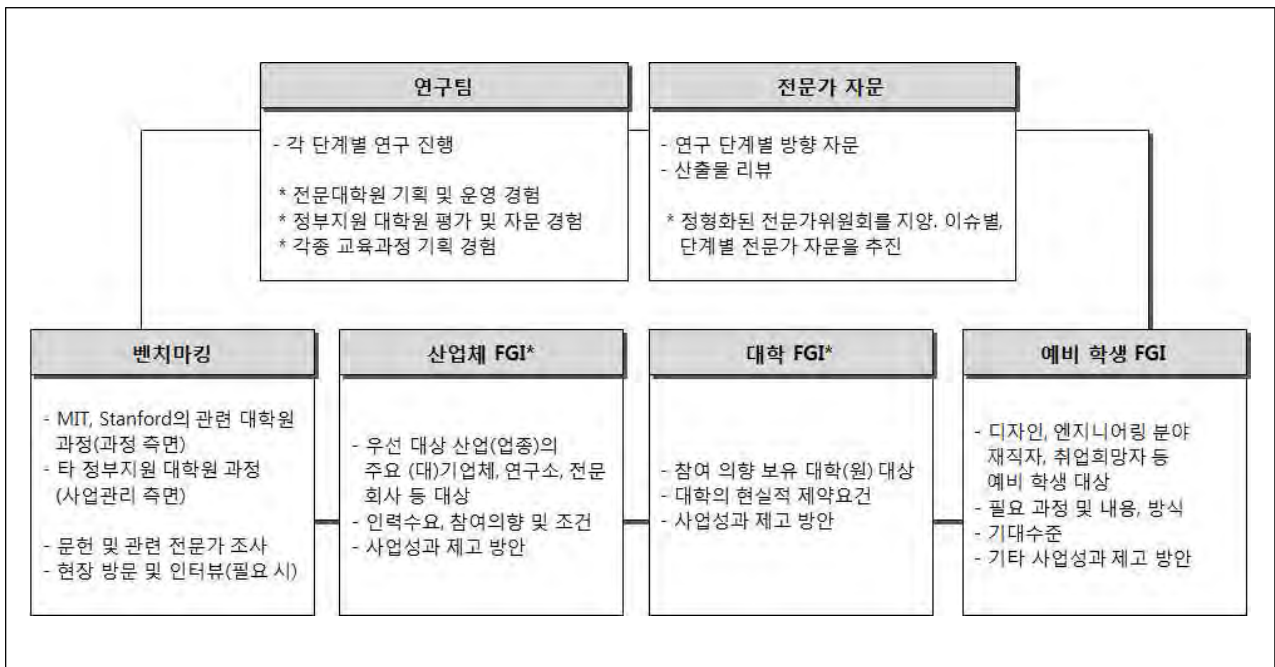 연구팀
- 각 단계별 연구 진행
* 전문대학원 기획 및 운영 경험
* 정부지원 대학원 평가 및 자문 경험
* 각종 교육과정 기획 경험
전문가 자문
- 연구 단계별 방향 자문
- 산출물 리뷰
* 정형화된 전문가위원회를 지양. 이슈별,
단계별 전문가 자문을 추진
벤치마킹
- MIT, Stanford의 관련 대학원
과정(과정 측면)
- 타 정부지원 대학원 과정
(사업관리 측면)
- 문헌 및 관련 전문가 조사
- 현장 방문 및 인터뷰(필요 시)
산업체 FGI*
- 우선 대상 산업(업종)의
주요 (대)기업체, 연구소, 전문
회사 등 대상
- 인력수요, 참여의향 및 조건
- 사업성과 제고 방안
대학 FGI*
- 참여 의향 보유 대학(원) 대상
- 대학의 현실적 제약요건
- 사업성과 제고 방안
예비 학생 FGI
- 디자인, 엔지니어링 분야
재직자, 취업희망자 등
예비 학생 대상
- 필요 과정 및 내용, 방식
- 기대수준
- 기타 사업성과 제고 방안